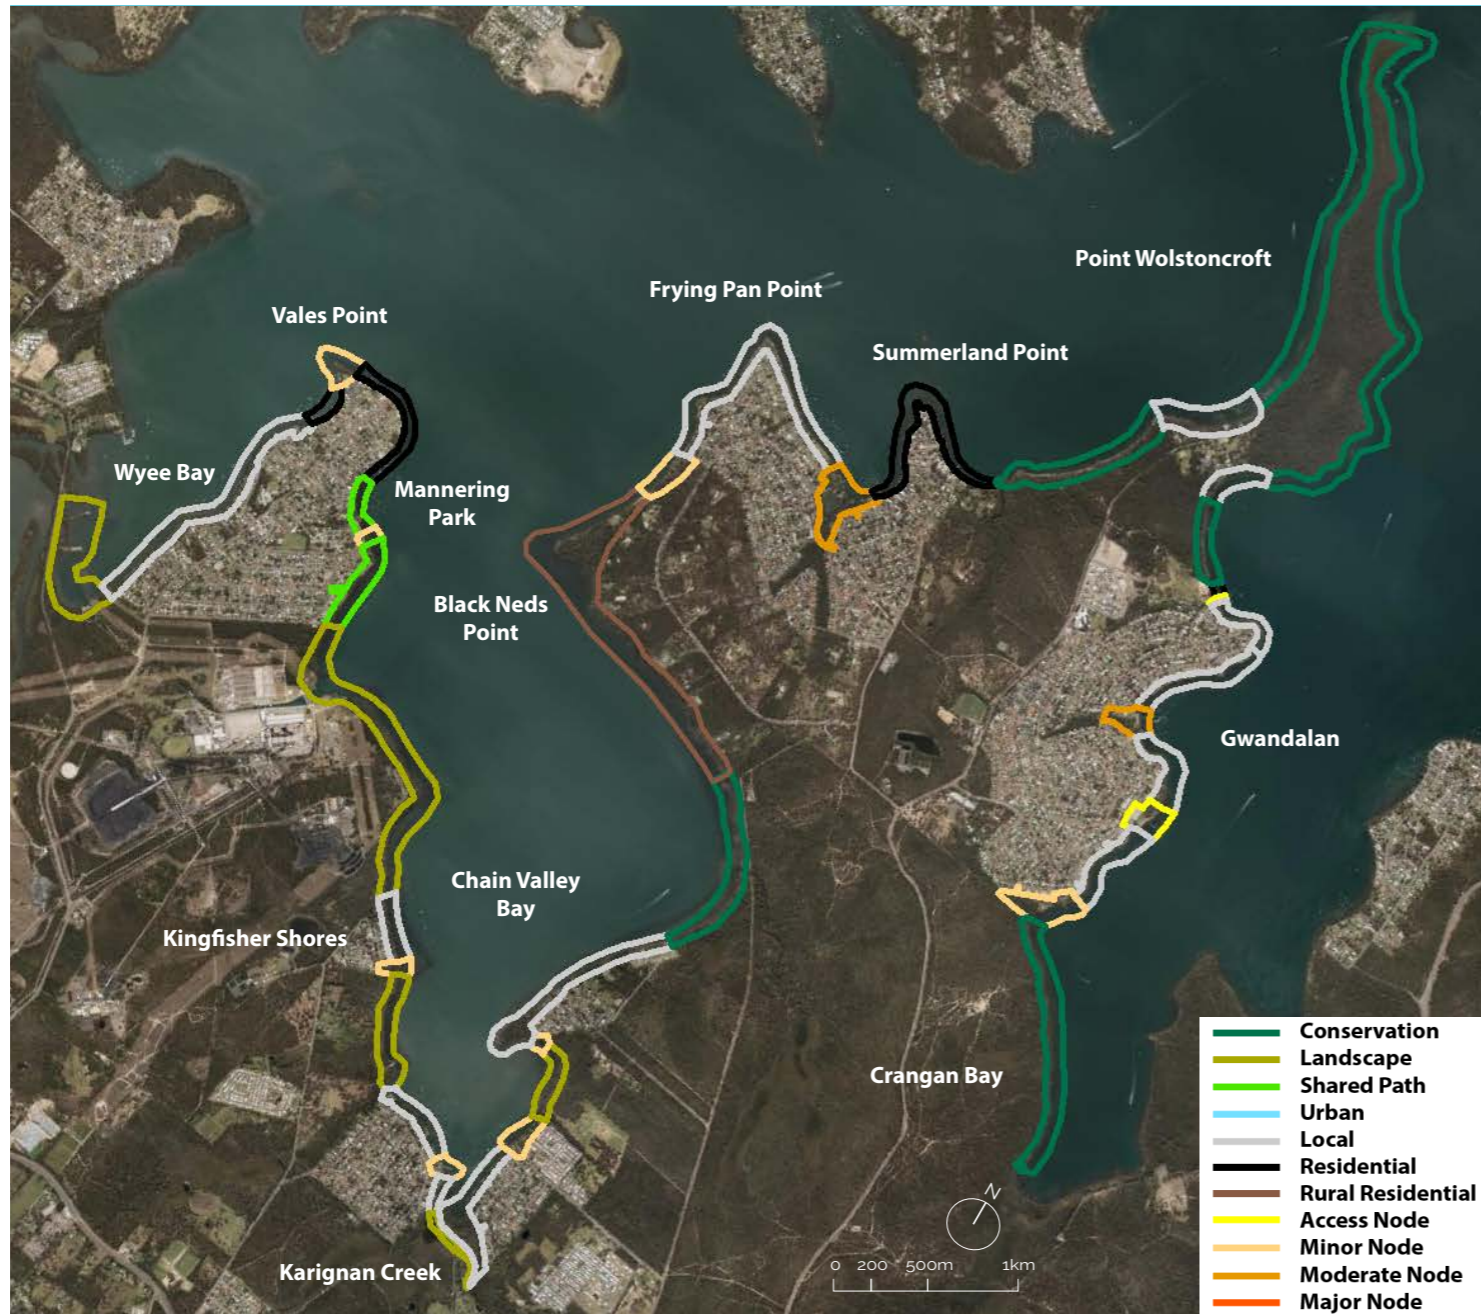 Point Wolstoncroft
Frying Pan Point
Vales Point
Summerland Point
Wyee Bay
Mannering
Park
Black Neds
Point
Gwandalan
Chain Valley
Bay
Kingfisher Shores
Crangan Bay
Karignan Creek
N
0 200 500m 1km
Conservation
Landscape
Shared Path
Urban
Local
Residential
Rural Residential
Access Node
Minor Node
Moderate Node
Major Node